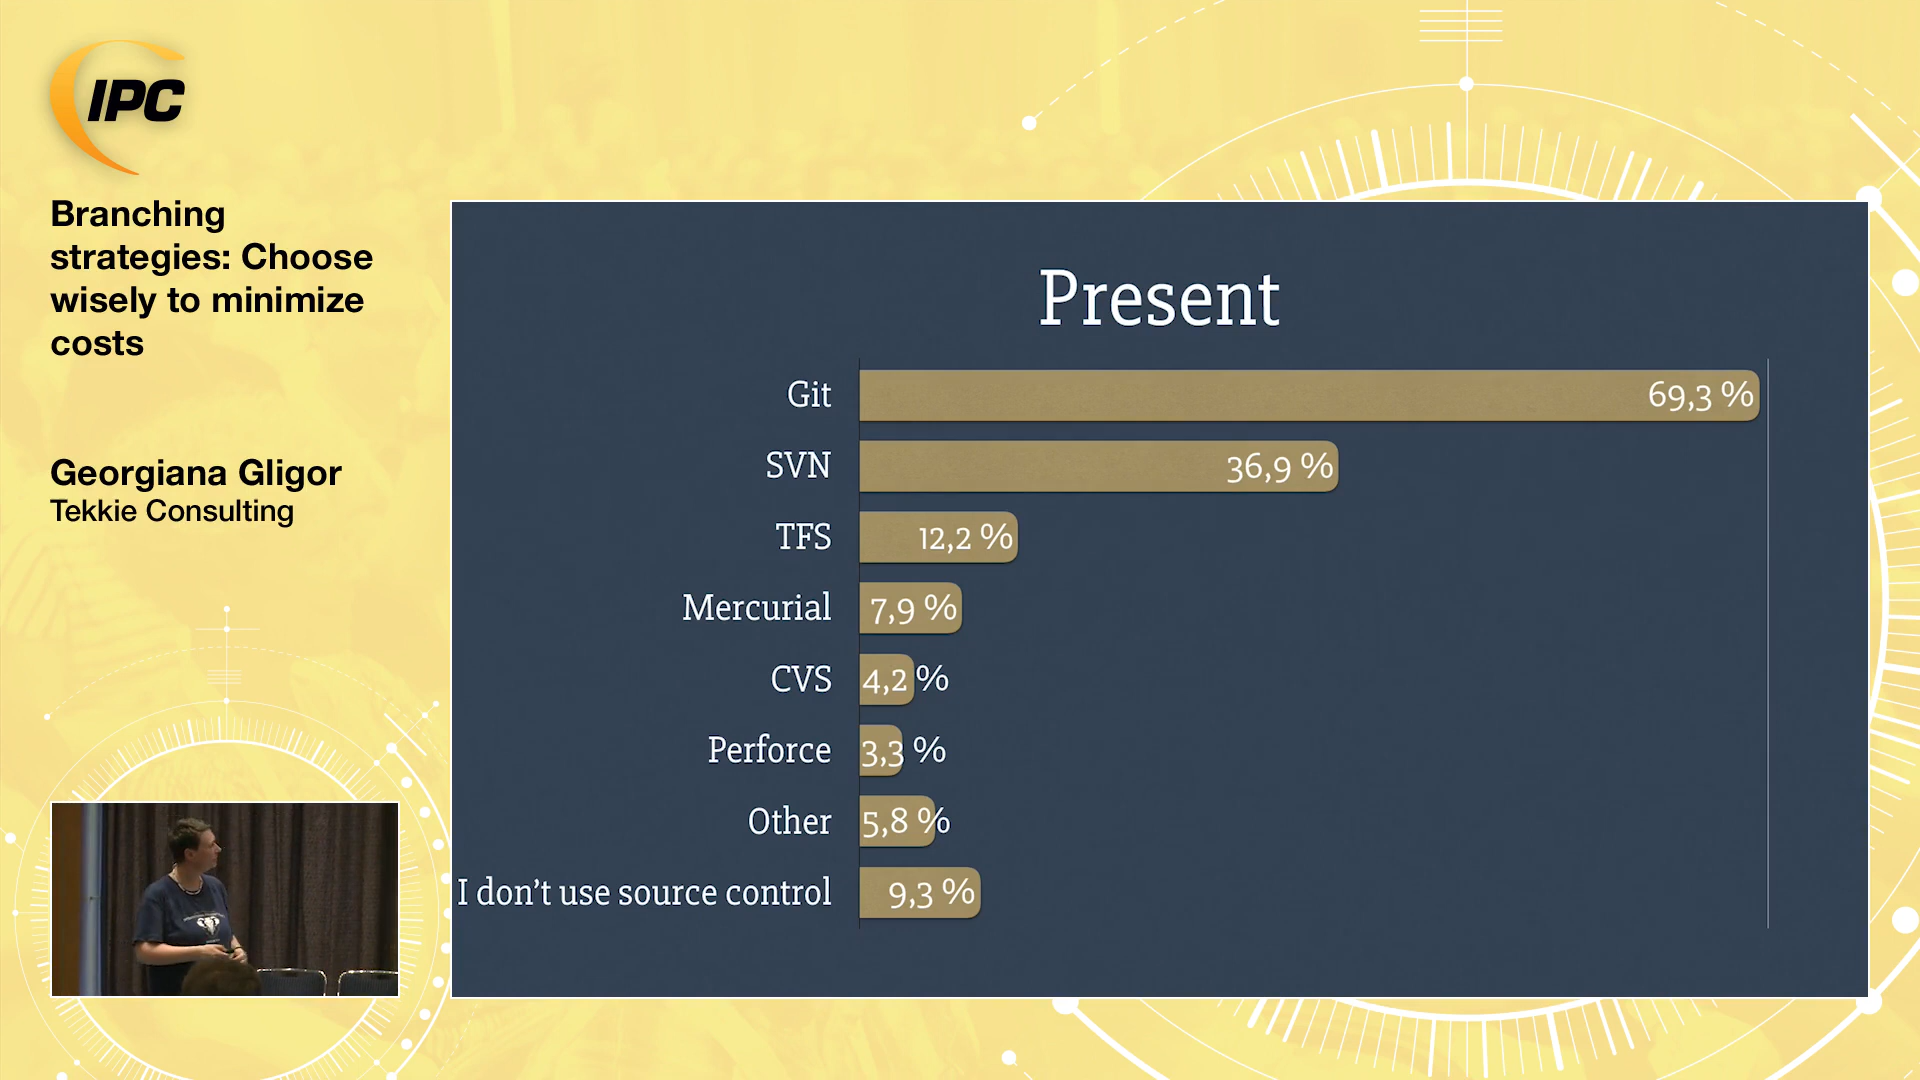 IPC
Branching
strategies: Choose
wisely to minimize
costs
Georgiana Gligor
Tekkie Consulting
Present
Git 69,3 %
SVN 36,9 %
TFS 12,2 %
Mercurial 7,9 %
CVS 4,2 %
Perforce 3,3 %
Other 5,8 %
I don’t use source control 9,3 %